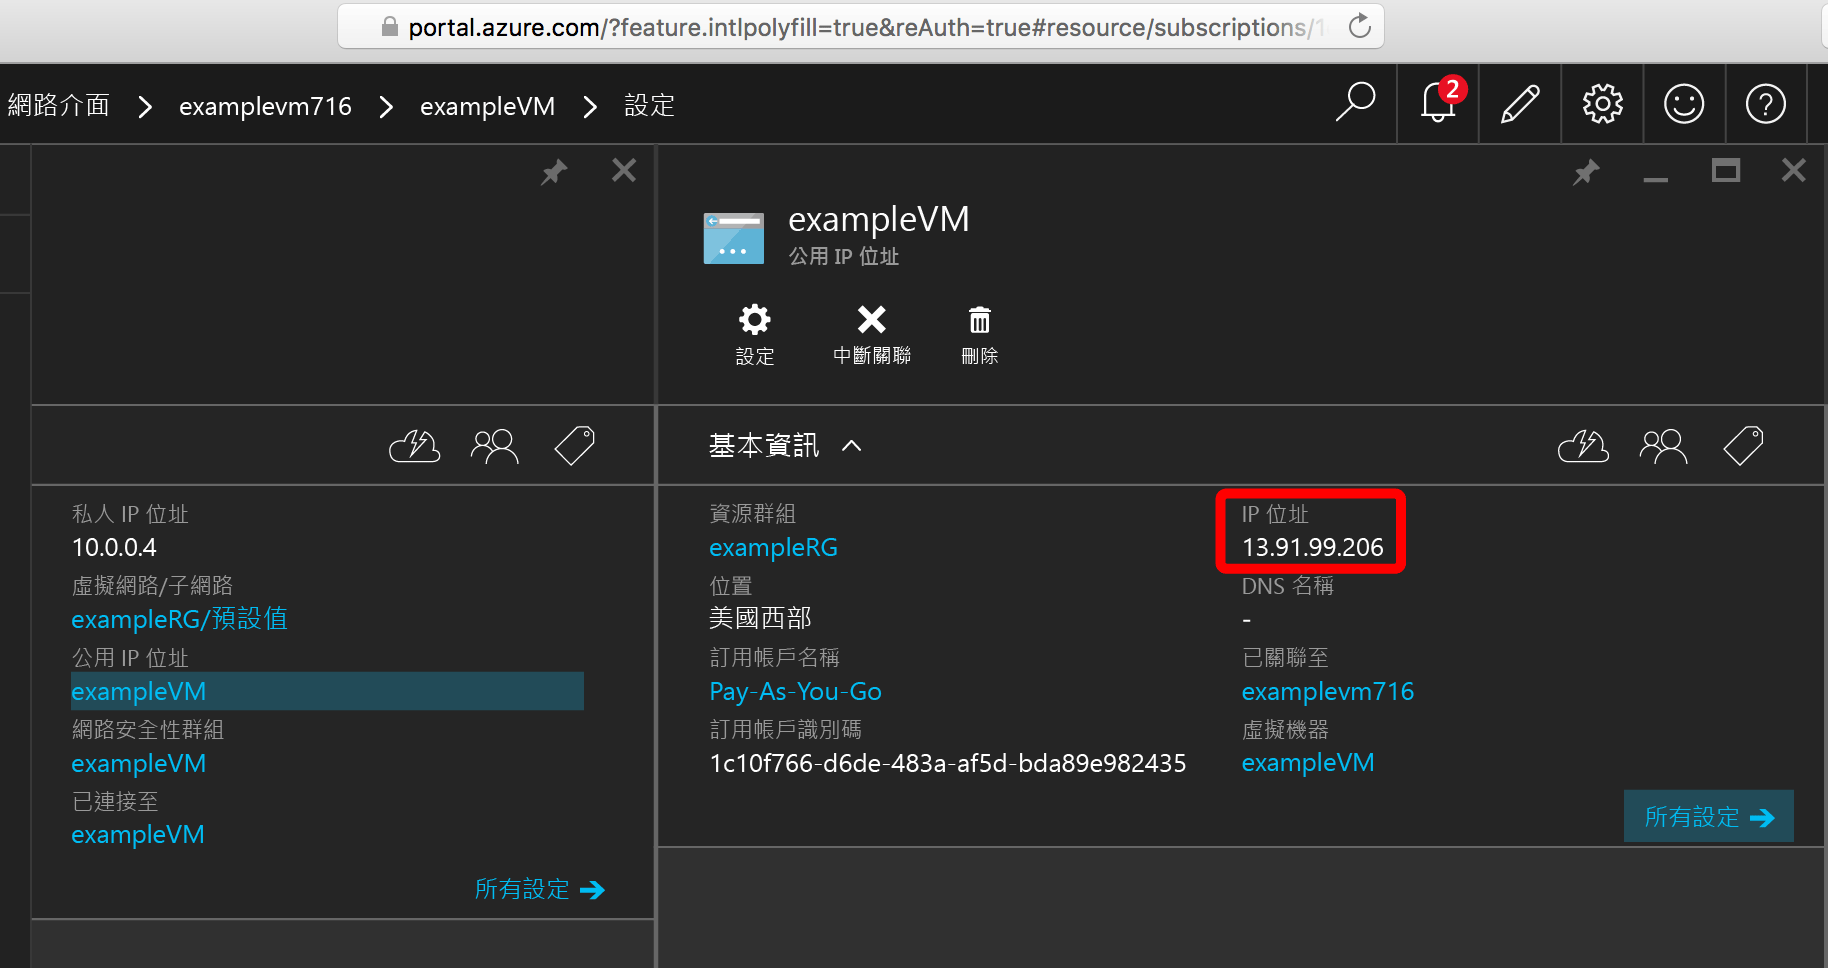 portal.azure.com/?feature.intlpolyfill=true&reAuth=true#resource/subscriptions/1
網路介面 > examplevm716 > exampleVM > 設定
2
exampleVM
公用 IP 位址
設定 中斷關聯 刪除
基本資訊
私人 IP 位址
10.0.0.4
虛擬網路/子網路
exampleRG/預設值
公用 IP 位址
exampleVM
網路安全性群組
exampleVM
已連接至
exampleVM
所有設定
資源群組
exampleRG
位置
美國西部
訂用帳戶名稱
Pay-As-You-Go
訂用帳戶識別碼
1c10f766-d6de-483a-af5d-bda89e982435
IP 位址
13.91.99.206
DNS 名稱
-
已關聯至
examplevm716
虛擬機器
exampleVM
所有設定